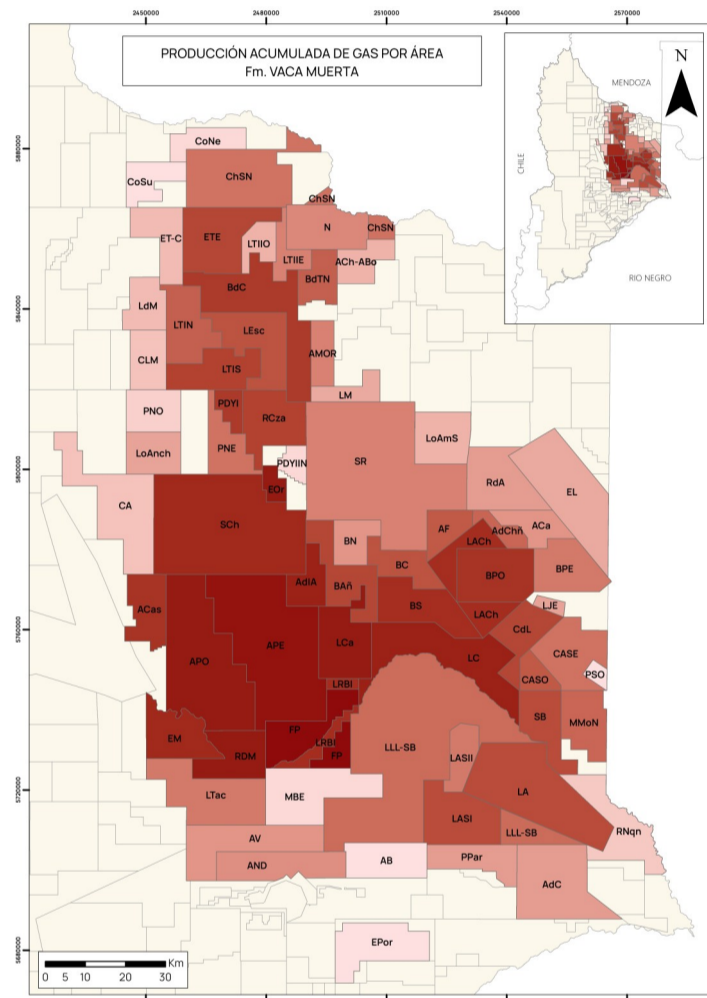 2450000 2480000 2510000 2540000 2570000
PRODUCCIÓN ACUMULADA DE GAS POR ÁREA
Fm. VACA MUERTA
N
MENDOZA
CHILE
RIO NEGRO
5880000
5840000
5800000
5760000
5720000
5680000
CoNe
CoSu
ChSN
ChSN
ET-C
ETE
LTIIO
N
ChSN
LTIIE
ACh-ABo
BdC
BdTN
LdM
LTIN
LEsc
CLM
LTIS
AMOR
LM
PNO
PDYI
RCza
LoAnch
PNE
PDYIIN
SR
LoAmS
EOr
RdA
EL
CA
SCh
BN
AF
AdChñ
ACa
LACh
BC
BPO
BPE
ACas
AdlA
BAñ
BS
LACh
LJE
CdL
APO
APE
LCa
LC
CASE
CASO
PSO
LRBI
EM
FP
LRBI
FP
RDM
LLL-SB
LASII
SB
MMoN
LTac
MBE
LA
LASI
LLL-SB
RNqn
AV
AND
AB
PPar
AdC
EPor
Km
0 5 10 20 30